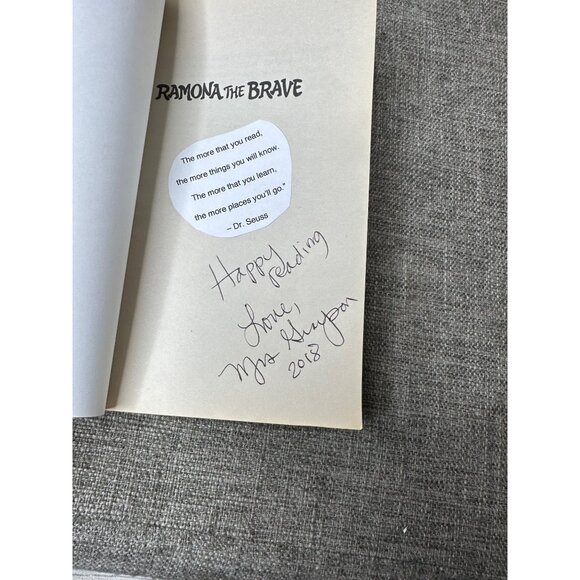 RAMONA THE BRAVE
The more that you read,
the more things you will know.
The more that you learn,
the more places you'll go."
– Dr. Seuss
Happy
reading,
Love,
Mrs
2018